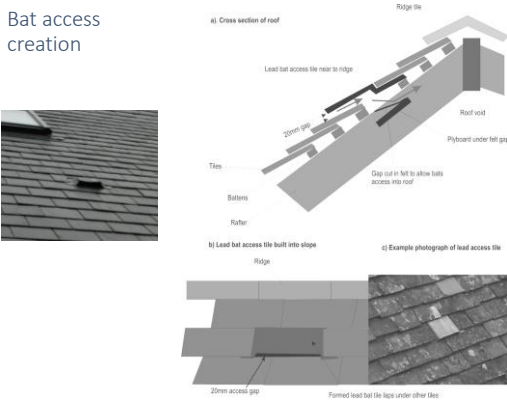 Bat access
creation
a). Cross section of roof
Ridge tile
Lead bat access tile near to ridge
20mm gap
Roof void
Plyboard under felt gap
Tiles
Gap cut in felt to allow bats
access into roof
Battens
Rafter
b) Lead bat access tile built into slope
c) Example photograph of lead access tile
Ridge
20mm access gap
Formed lead bat tile laps under other tiles